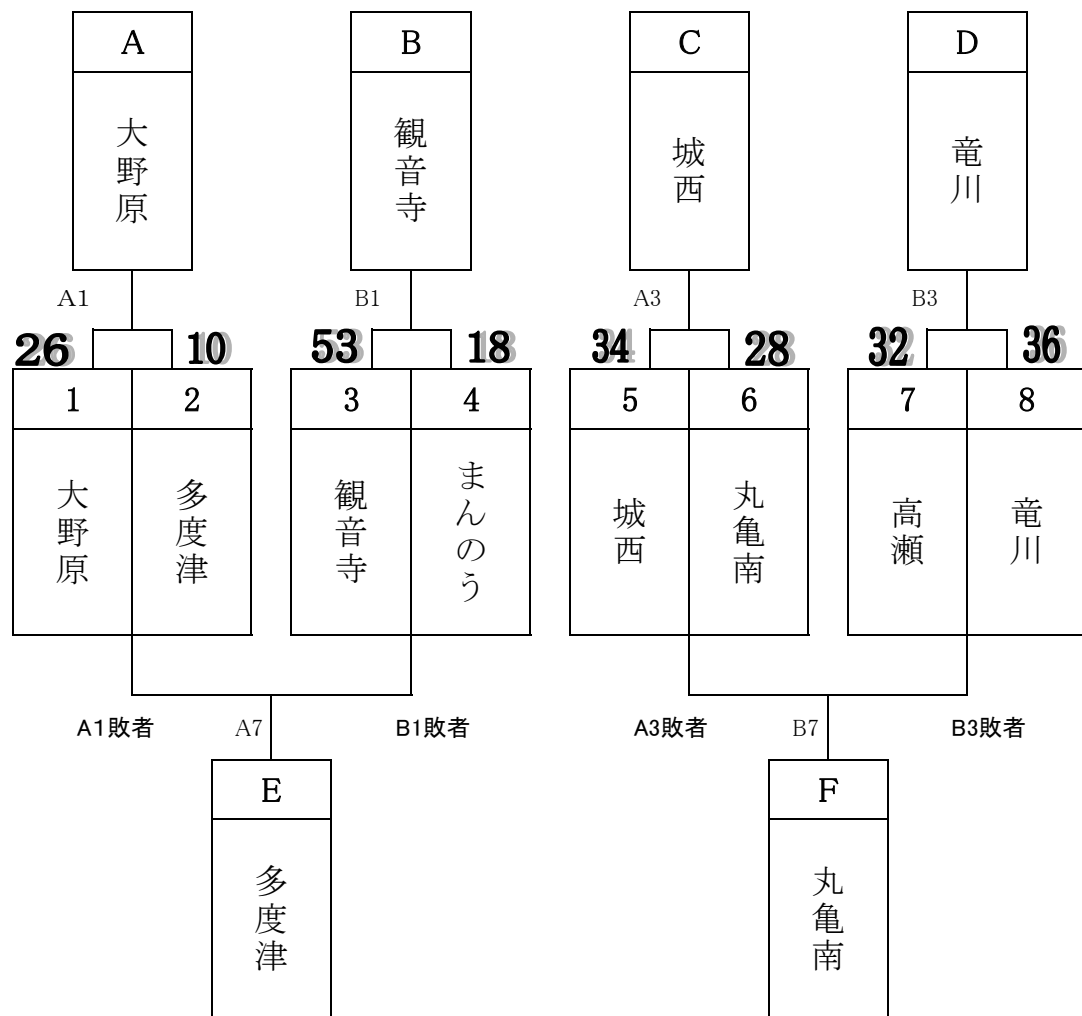 A
B
C
D
大野原
観音寺
城西
竜川
A1
B1
A3
B3
26
10
53
18
34
28
32
36
1
2
3
4
5
6
7
8
大野原
多度津
観音寺
まんのう
城西
丸亀南
高瀬
竜川
A1敗者
A7
B1敗者
A3敗者
B7
B3敗者
E
F
多度津
丸亀南